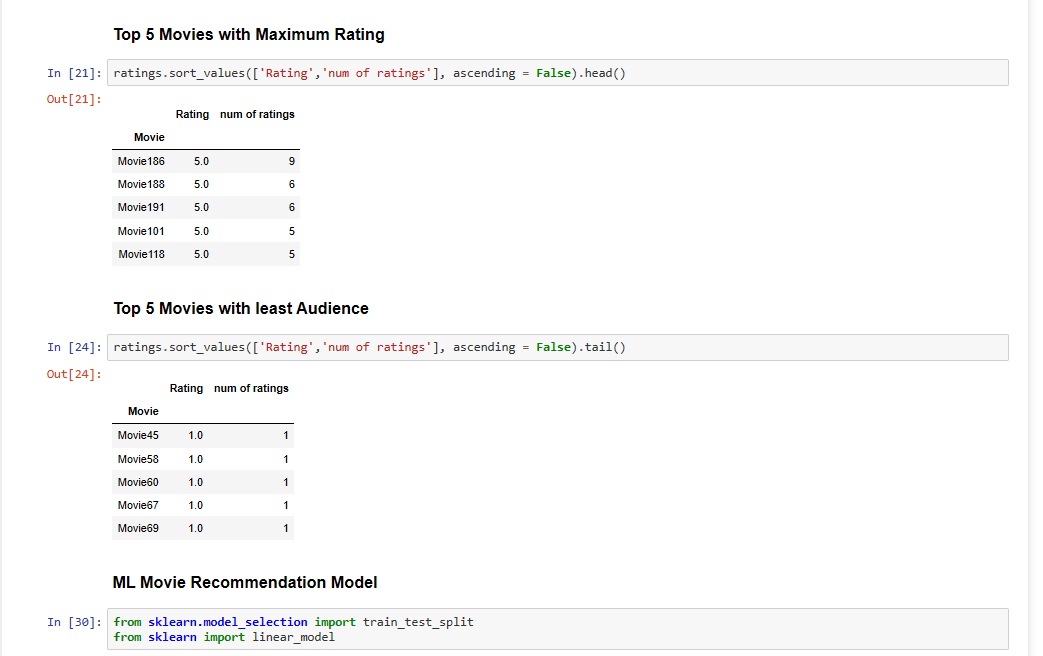 Top 5 Movies with Maximum Rating
In [21]: ratings.sort_values(['Rating','num of ratings'], ascending = False).head()
Out[21]:
Rating num of ratings
Movie
Movie186 5.0 9
Movie188 5.0 6
Movie191 5.0 6
Movie101 5.0 5
Movie118 5.0 5
Top 5 Movies with least Audience
In [24]: ratings.sort_values(['Rating','num of ratings'], ascending = False).tail()
Out[24]:
Rating num of ratings
Movie
Movie45 1.0 1
Movie58 1.0 1
Movie60 1.0 1
Movie67 1.0 1
Movie69 1.0 1
ML Movie Recommendation Model
In [30]: from sklearn.model_selection import train_test_split
from sklearn import linear_model